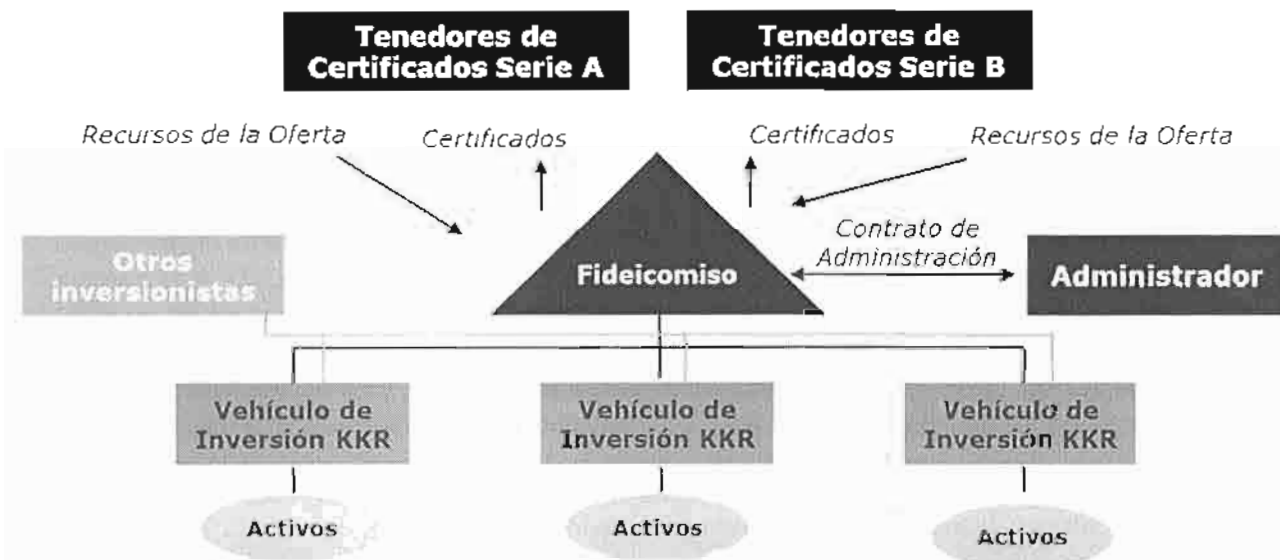 Tenedores de
Certificados Serie A
Tenedores de
Certificados Serie B
Recursos de la Oferta
Certificados
Certificados
Recursos de la Oferta
Contrato de
Administración
Otros
inversionistas
Fideicomiso
Administrador
Vehículo de
Inversión KKR
Vehículo de
Inversión KKR
Vehículo de
Inversión KKR
Activos
Activos
Activos